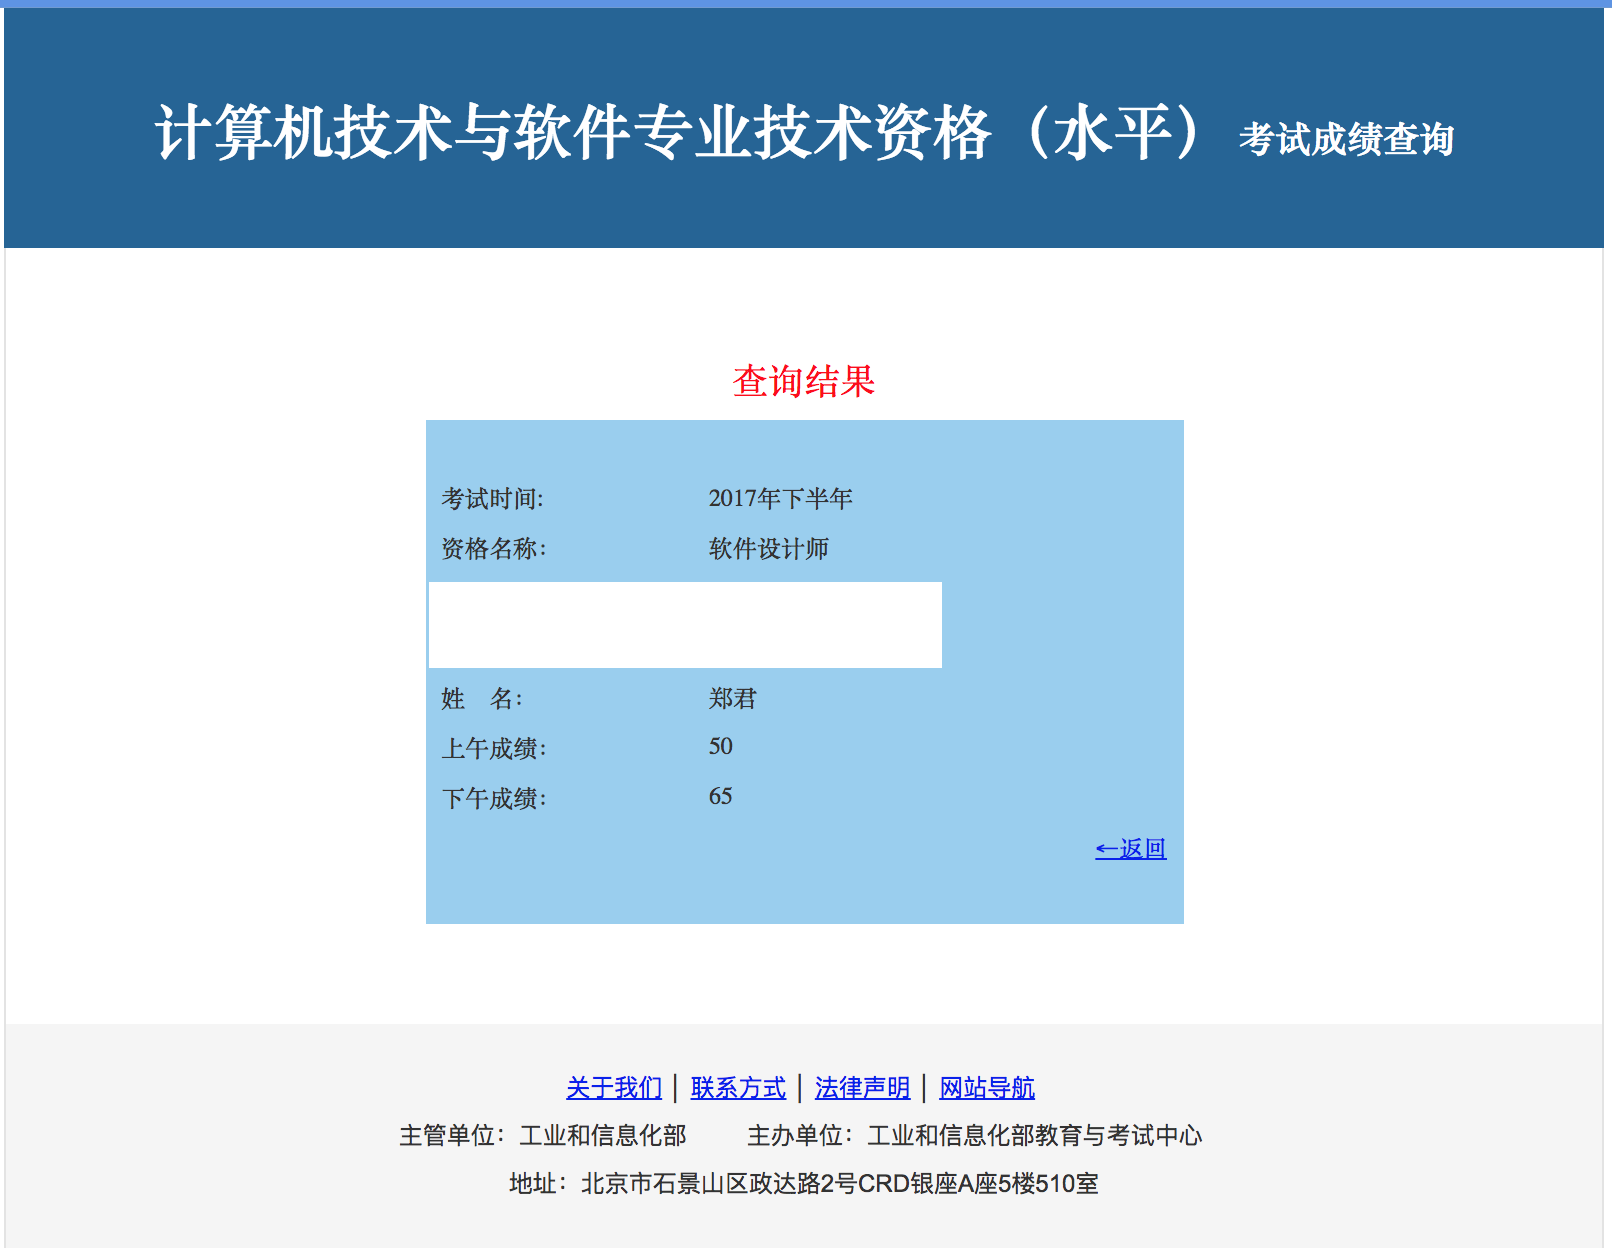 计算机技术与软件专业技术资格（水平）考试成绩查询
查询结果
考试时间: 2017年下半年
资格名称: 软件设计师
姓　名: 郑君
上午成绩: 50
下午成绩: 65
←返回
关于我们 | 联系方式 | 法律声明 | 网站导航
主管单位：工业和信息化部　　主办单位：工业和信息化部教育与考试中心
地址：北京市石景山区政达路2号CRD银座A座5楼510室